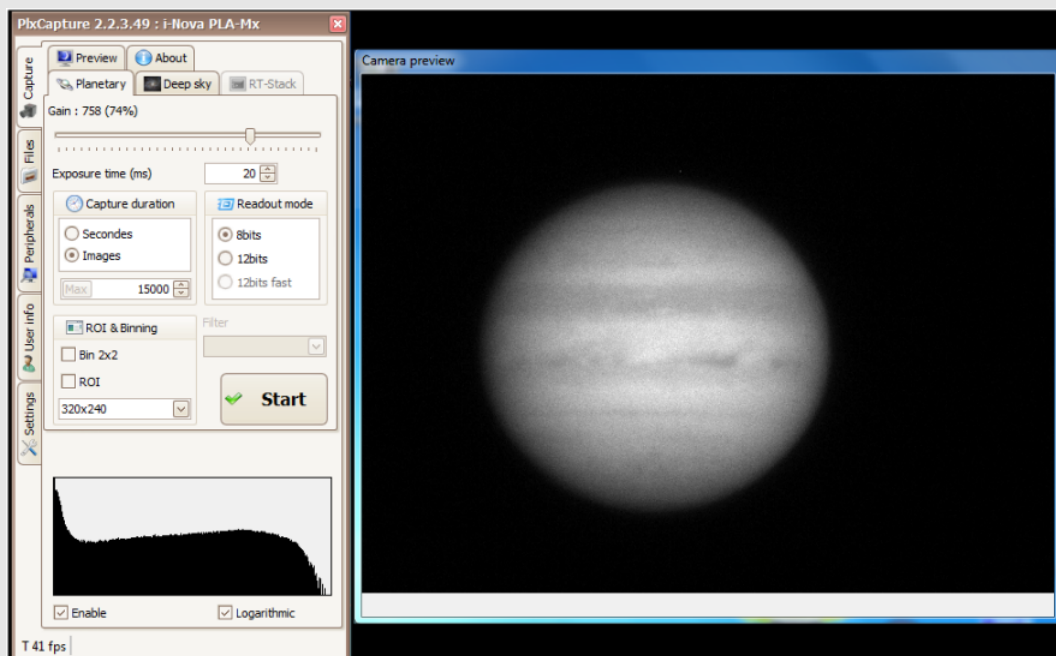 PlxCapture 2.2.3.49 : i-Nova PLA-Mx
Capture
Files
Peripherals
User info
Settings
Preview
About
Planetary
Deep sky
RT-Stack
Gain : 758 (74%)
Exposure time (ms)
20
Capture duration
Secondes
Images
Max
15000
Readout mode
8bits
12bits
12bits fast
ROI & Binning
Bin 2x2
ROI
320x240
Filter
Start
Enable
Logarithmic
T 41 fps
Camera preview